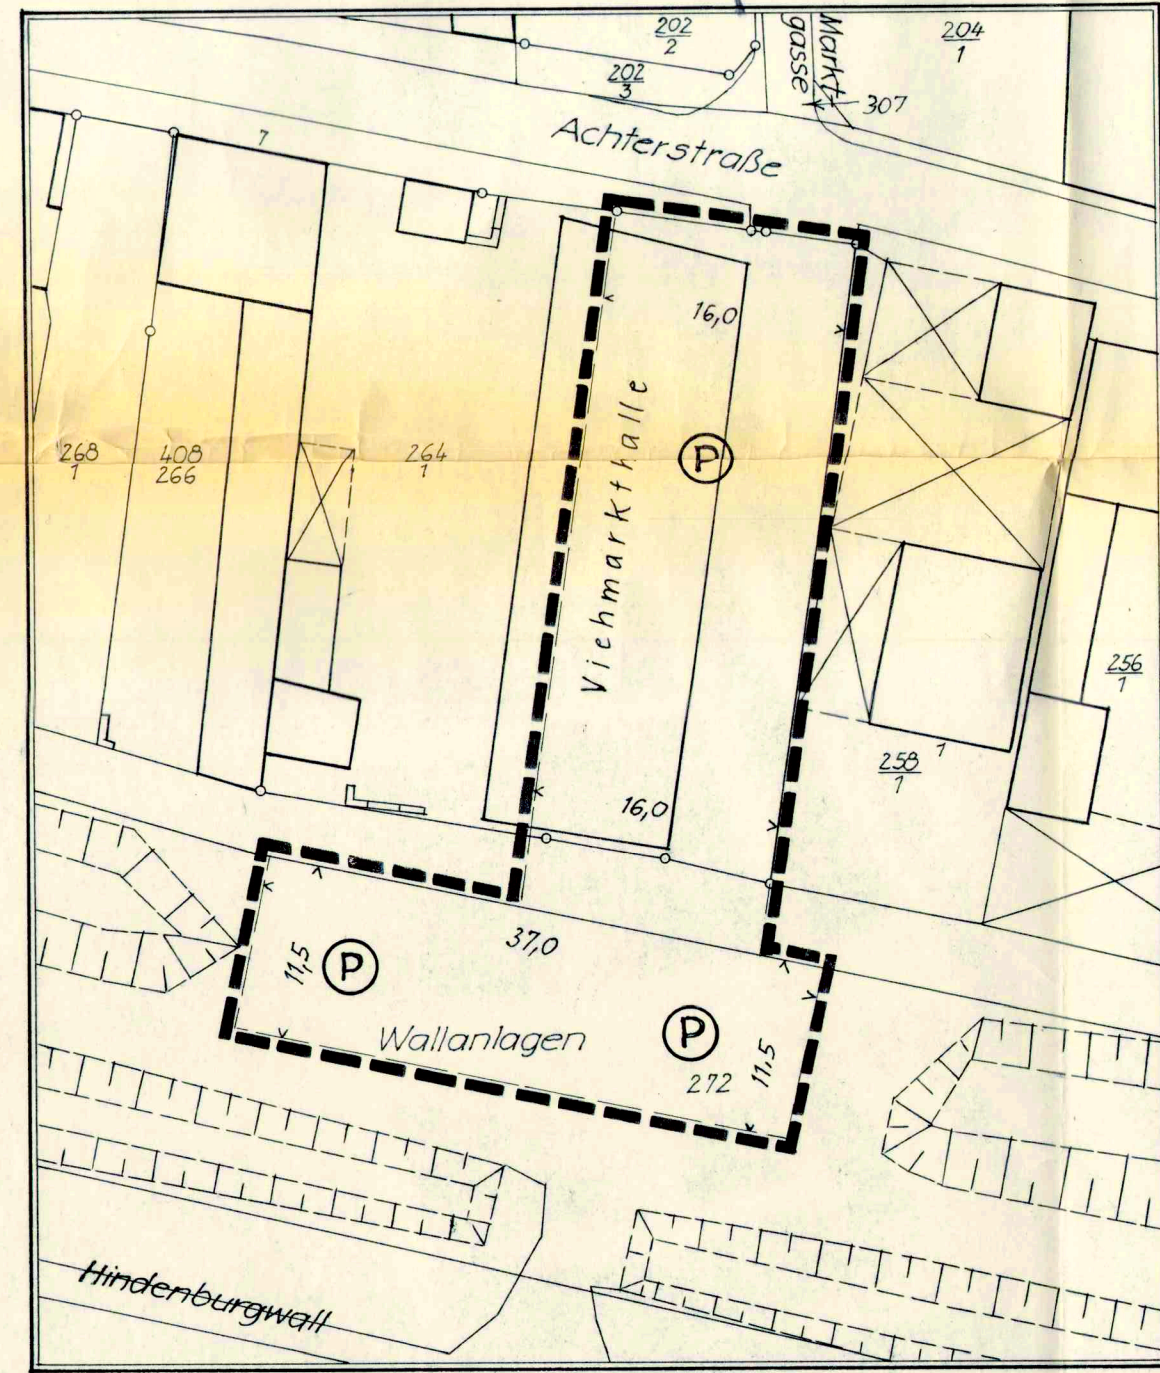 202
2
202
3
Markt-
gasse
204
1
307
Achterstraße
7
16,0
Viehmarkthalle
P
268
1
408
266
264
1
256
1
1
258
1
16,0
37,0
11,5
P
Wallanlagen
P
272
11,5
Hindenburgwall